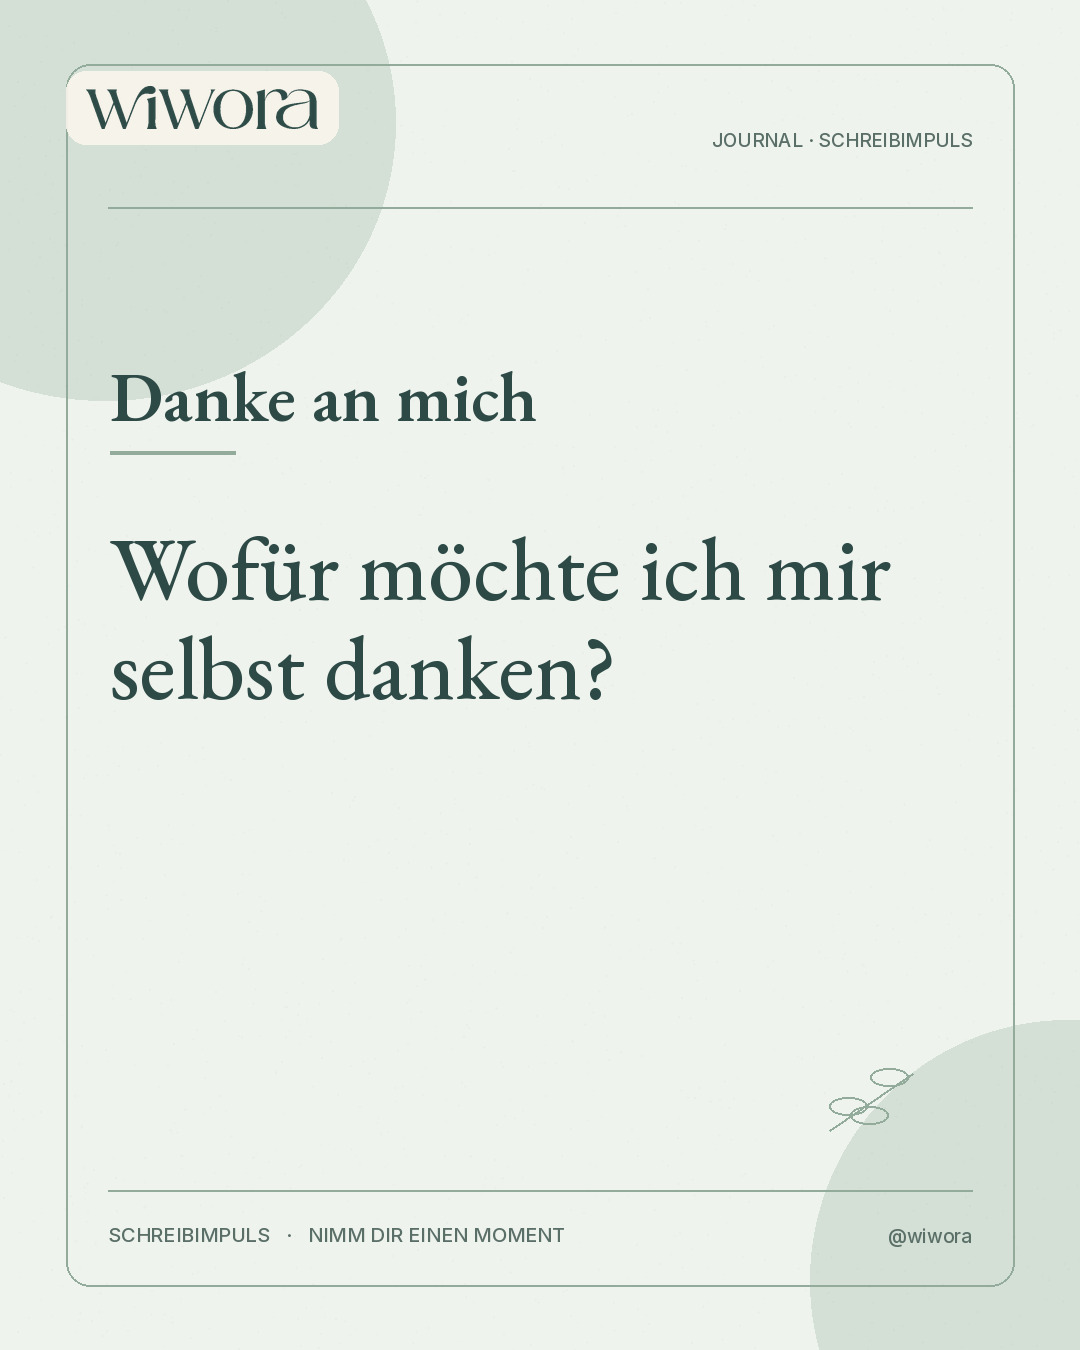 wiwora
JOURNAL · SCHREIBIMPULS
Danke an mich
Wofür möchte ich mir
selbst danken?
SCHREIBIMPULS · NIMM DIR EINEN MOMENT
@wiwora